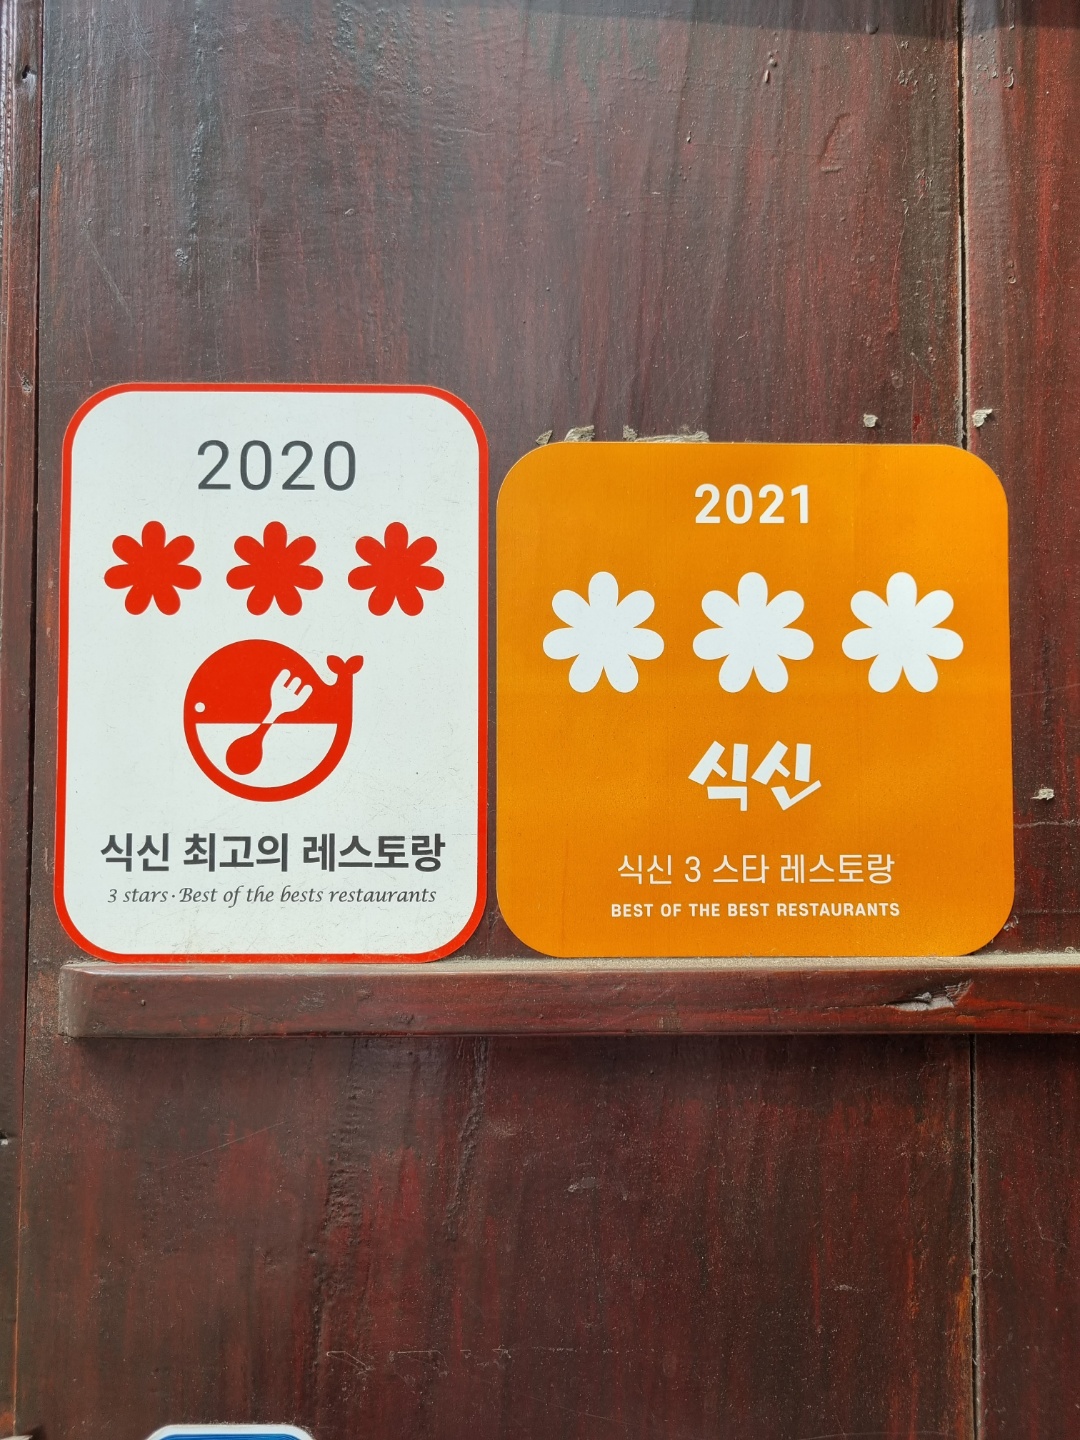 2020
식신 최고의 레스토랑
3 stars·Best of the bests restaurants
2021
식신
식신 3 스타 레스토랑
BEST OF THE BEST RESTAURANTS